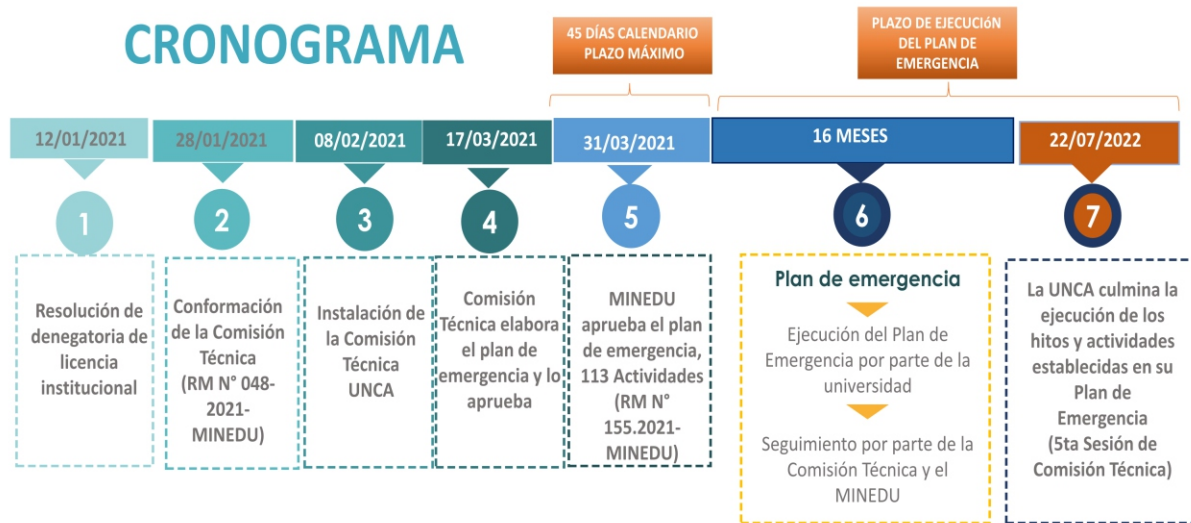 CRONOGRAMA
45 DÍAS CALENDARIO
PLAZO MÁXIMO
PLAZO DE EJECUCIÓN
DEL PLAN DE
EMERGENCIA
12/01/2021
28/01/2021
08/02/2021
17/03/2021
31/03/2021
16 MESES
22/07/2022
1
2
3
4
5
6
7
Resolución de
denegatoria de
licencia
institucional
Conformación
de la Comisión
Técnica
(RM N° 048-
2021-
MINEDU)
Instalación de
la Comisión
Técnica
UNCA
Comisión
Técnica elabora
el plan de
emergencia y lo
aprueba
MINEDU
aprueba el plan
de emergencia,
113 Actividades
(RM N°
155.2021-
MINEDU)
Plan de emergencia
Ejecución del Plan de
Emergencia por parte de la
universidad
Seguimiento por parte de la
Comisión Técnica y el
MINEDU
La UNCA culmina la
ejecución de los
hitos y actividades
establecidas en su
Plan de
Emergencia
(5ta Sesión de
Comisión Técnica)